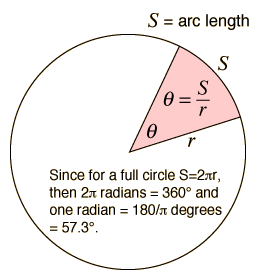 S = arc length
S
θ = S/r
θ
r
Since for a full circle S=2πr,
then 2π radians = 360° and
one radian = 180/π degrees
= 57.3°.